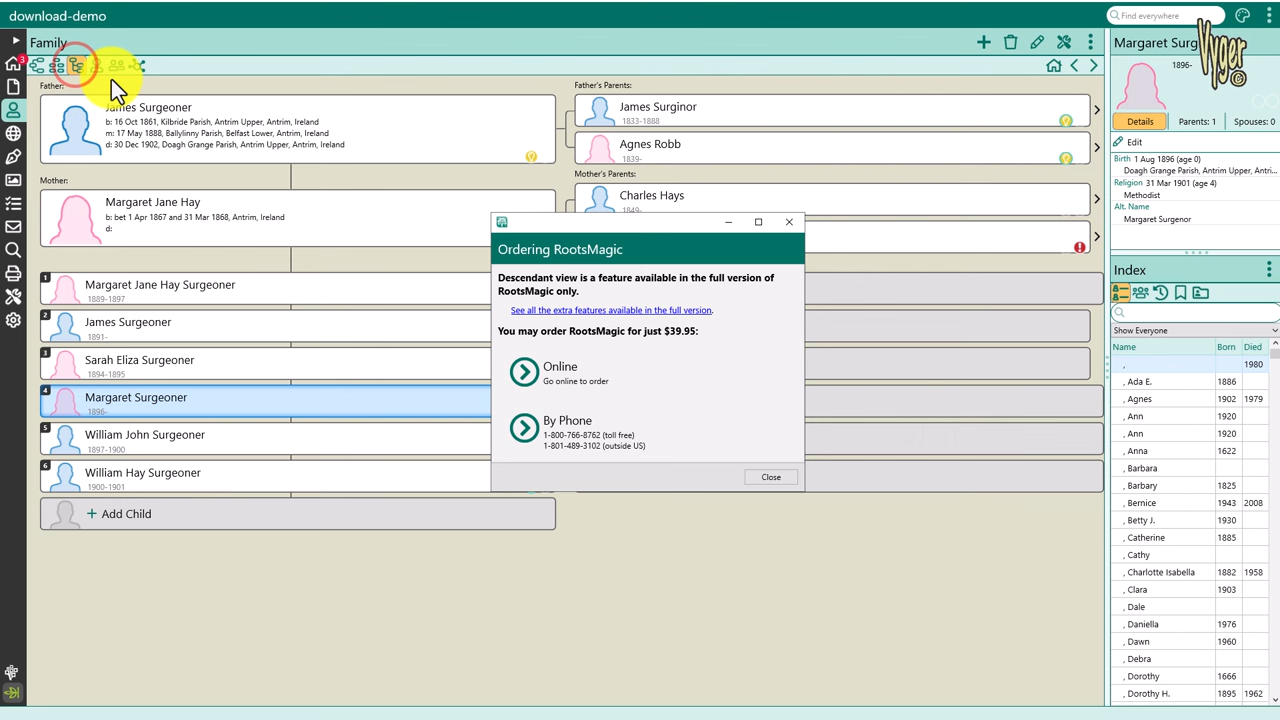 download-demo
Find everywhere
Family
3
Father:
James Surgeoner
b: 16 Oct 1861, Kilbride Parish, Antrim Upper, Antrim, Ireland
m: 17 May 1888, Ballylinny Parish, Belfast Lower, Antrim, Ireland
d: 30 Dec 1902, Doagh Grange Parish, Antrim Upper, Antrim, Ireland
Father's Parents:
James Surginor
1833-1888
Agnes Robb
1839-
Mother:
Margaret Jane Hay
b: bet 1 Apr 1867 and 31 Mar 1868, Antrim, Ireland
d:
Mother's Parents:
Charles Hays
1849-
1
Margaret Jane Hay Surgeoner
1889-1897
2
James Surgeoner
1891-
3
Sarah Eliza Surgeoner
1894-1895
4
Margaret Surgeoner
1896-
5
William John Surgeoner
1897-1900
6
William Hay Surgeoner
1900-1901
+ Add Child
Ordering RootsMagic
Descendant view is a feature available in the full version of
RootsMagic only.
See all the extra features available in the full version.
You may order RootsMagic for just $39.95:
Online
Go online to order
By Phone
1-800-766-8762 (toll free)
1-801-489-3102 (outside US)
Close
Margaret Surg
1896-
Vyger
©
Details
Parents: 1
Spouses: 0
Edit
Birth 1 Aug 1896 (age 0)
Doagh Grange Parish, Antrim Upper, Antri...
Religion 31 Mar 1901 (age 4)
Methodist
Alt. Name
Margaret Surgenor
Index
Show Everyone
Name Born Died
, 1980
, Ada E. 1886
, Agnes 1902 1979
, Ann 1920
, Ann 1920
, Anna 1622
, Barbara
, Barbary 1825
, Bernice 1943 2008
, Betty J. 1930
, Catherine 1885
, Cathy
, Charlotte Isabella 1882 1958
, Clara 1903
, Dale
, Daniella 1976
, Dawn 1960
, Debra
, Dorothy 1666
, Dorothy H. 1895 1962